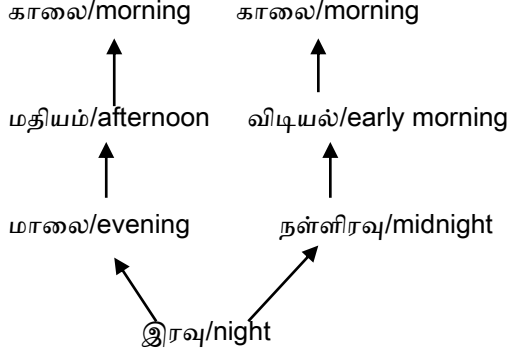 காலை/morning காலை/morning
மதியம்/afternoon விடியல்/early morning
மாலை/evening நள்ளிரவு/midnight
இரவு/night